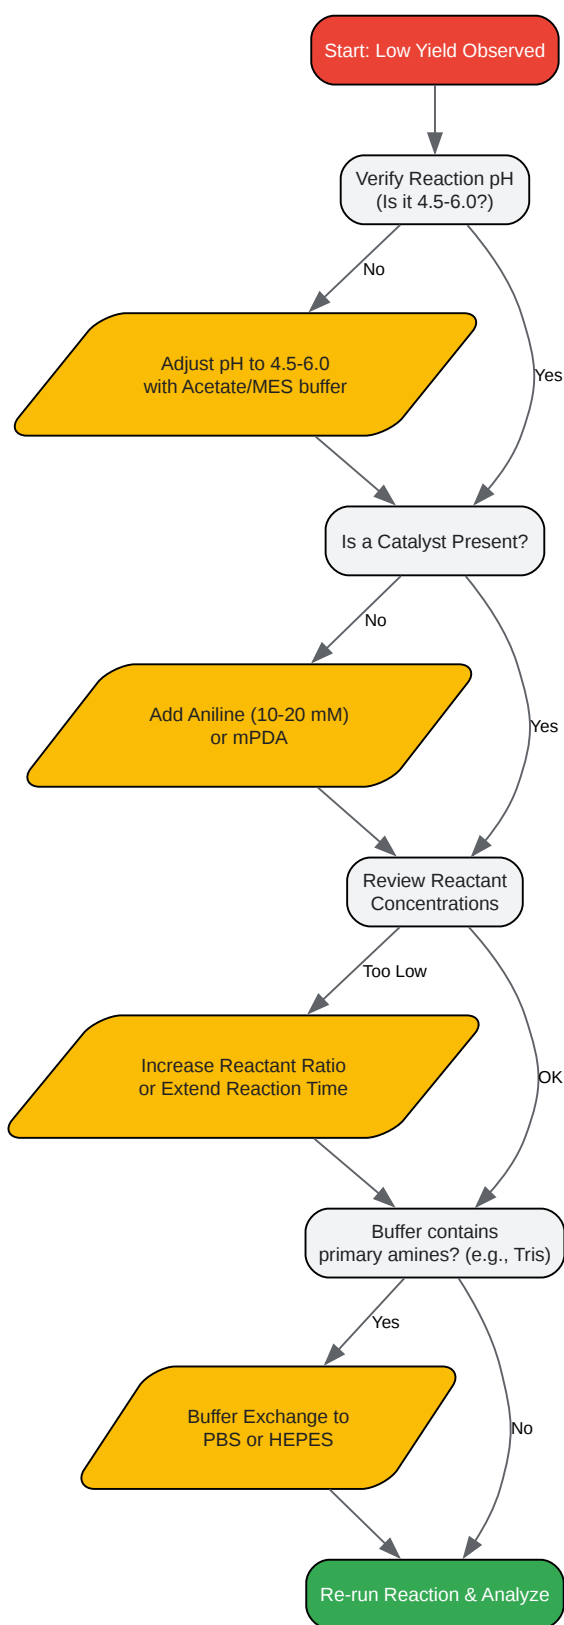 Start: Low Yield Observed
Verify Reaction pH
(Is it 4.5-6.0?)
No
Adjust pH to 4.5-6.0
with Acetate/MES buffer
Yes
Is a Catalyst Present?
No
Add Aniline (10-20 mM)
or mPDA
Yes
Review Reactant
Concentrations
Too Low
Increase Reactant Ratio
or Extend Reaction Time
OK
Buffer contains
primary amines? (e.g., Tris)
Yes
Buffer Exchange to
PBS or HEPES
No
Re-run Reaction & Analyze